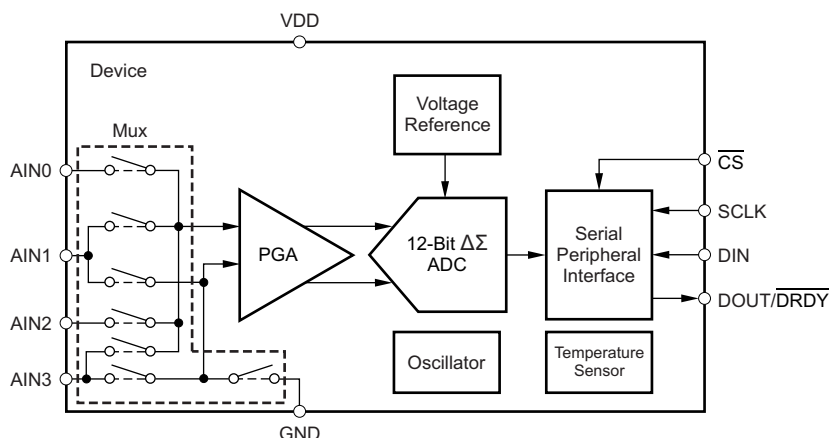 VDD
Device
Mux
Voltage
Reference
AIN0
CS
SCLK
AIN1
PGA
12-Bit ΔΣ
ADC
Serial
Peripheral
Interface
DIN
DOUT/DRDY
AIN2
AIN3
Oscillator
Temperature
Sensor
GND